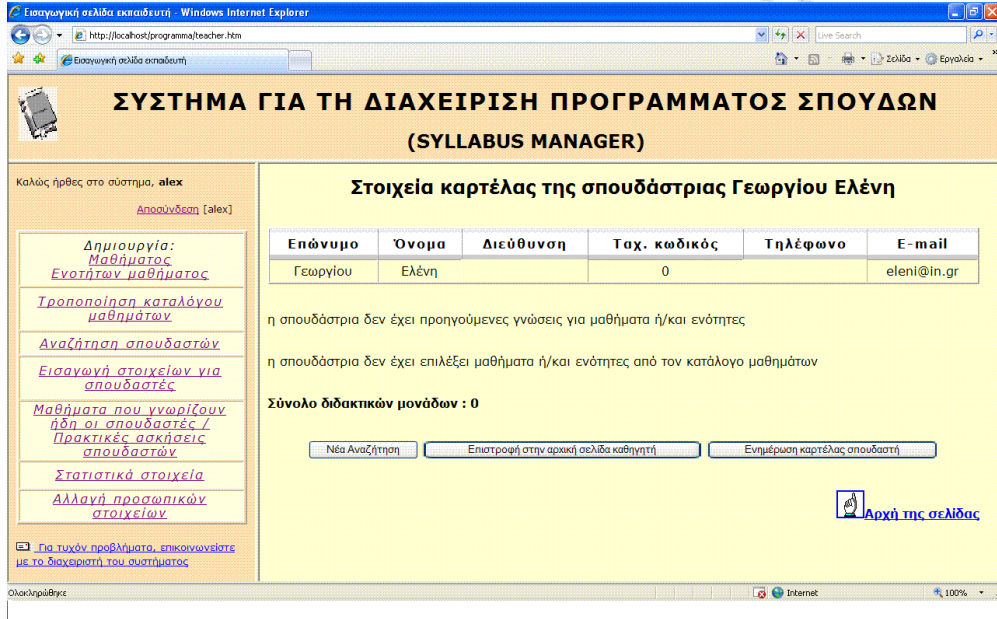 Εισαγωγική σελίδα εκπαιδευτή - Windows Internet Explorer
http://localhost/programma/teacher.htm
Live Search
Εισαγωγική σελίδα εκπαιδευτή
Σελίδα
Εργαλεία
ΣΥΣΤΗΜΑ ΓΙΑ ΤΗ ΔΙΑΧΕΙΡΙΣΗ ΠΡΟΓΡΑΜΜΑΤΟΣ ΣΠΟΥΔΩΝ
(SYLLABUS MANAGER)
Καλώς ήρθες στο σύστημα, alex
Αποσύνδεση [alex]
Δημιουργία:
Μαθήματος
Ενοτήτων μαθήματος
Τροποποίηση καταλόγου
μαθημάτων
Αναζήτηση σπουδαστών
Εισαγωγή στοιχείων για
σπουδαστές
Μαθήματα που γνωρίζουν
ήδη οι σπουδαστές /
Πρακτικές ασκήσεις
σπουδαστών
Στατιστικά στοιχεία
Αλλαγή προσωπικών
στοιχείων
Για τυχόν προβλήματα, επικοινωνείστε
με το διαχειριστή του συστήματος
Στοιχεία καρτέλας της σπουδάστριας Γεωργίου Ελένη
Επώνυμο Όνομα Διεύθυνση Ταχ. κωδικός Τηλέφωνο E-mail
Γεωργίου Ελένη 0 eleni@in.gr
η σπουδάστρια δεν έχει προηγούμενες γνώσεις για μαθήματα ή/και ενότητες
η σπουδάστρια δεν έχει επιλέξει μαθήματα ή/και ενότητες από τον κατάλογο μαθημάτων
Σύνολο διδακτικών μονάδων : 0
Νέα Αναζήτηση Επιστροφή στην αρχική σελίδα καθηγητή Ενημέρωση καρτέλας σπουδαστή
Αρχή της σελίδας
Ολοκληρώθηκε
Internet
100%